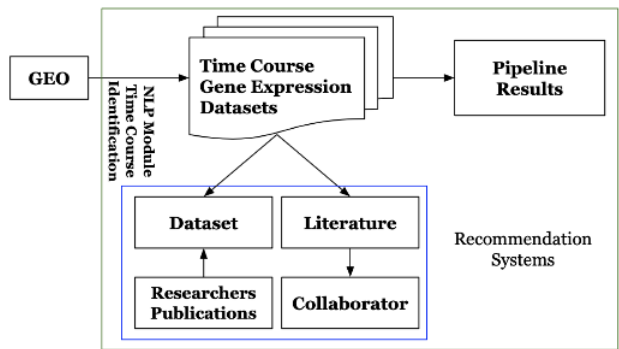 GEO
NLP Module
Time Course
Identification
Time Course
Gene Expression
Datasets
Pipeline
Results
Dataset
Literature
Researchers
Publications
Collaborator
Recommendation
Systems